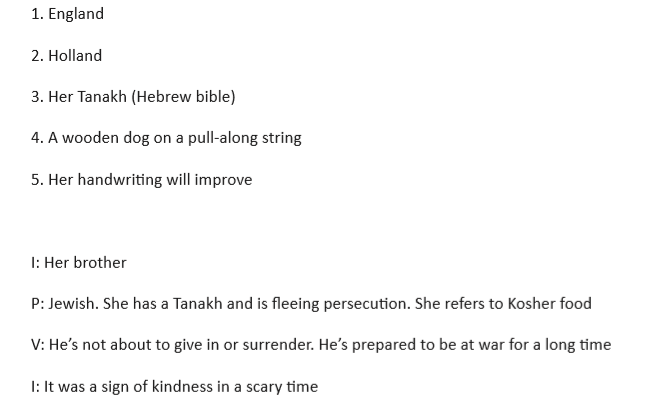 1. England
2. Holland
3. Her Tanakh (Hebrew bible)
4. A wooden dog on a pull-along string
5. Her handwriting will improve
I: Her brother
P: Jewish. She has a Tanakh and is fleeing persecution. She refers to Kosher food
V: He’s not about to give in or surrender. He’s prepared to be at war for a long time
I: It was a sign of kindness in a scary time